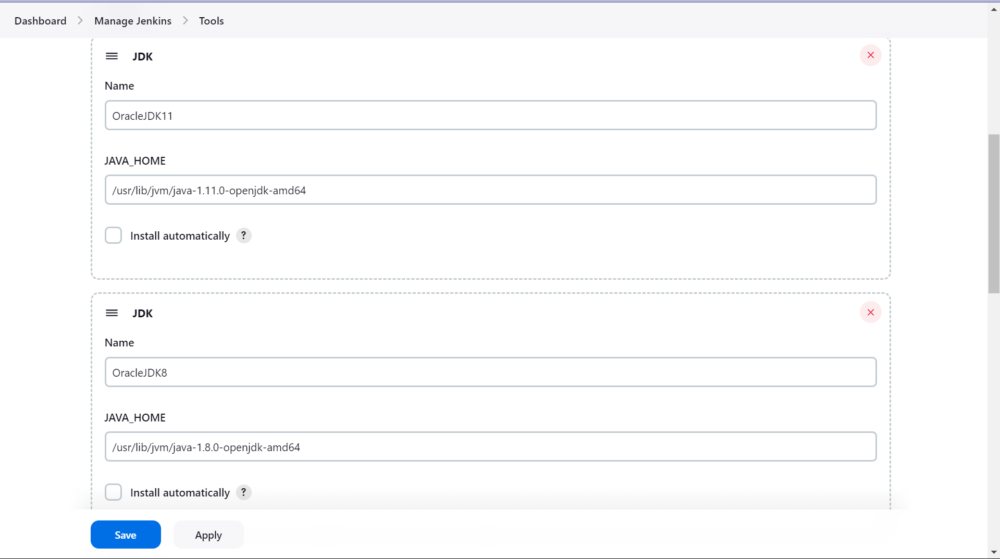 Dashboard > Manage Jenkins > Tools
JDK
Name
OracleJDK11
JAVA_HOME
/usr/lib/jvm/java-1.11.0-openjdk-amd64
Install automatically ?
JDK
Name
OracleJDK8
JAVA_HOME
/usr/lib/jvm/java-1.8.0-openjdk-amd64
Install automatically ?
Save Apply